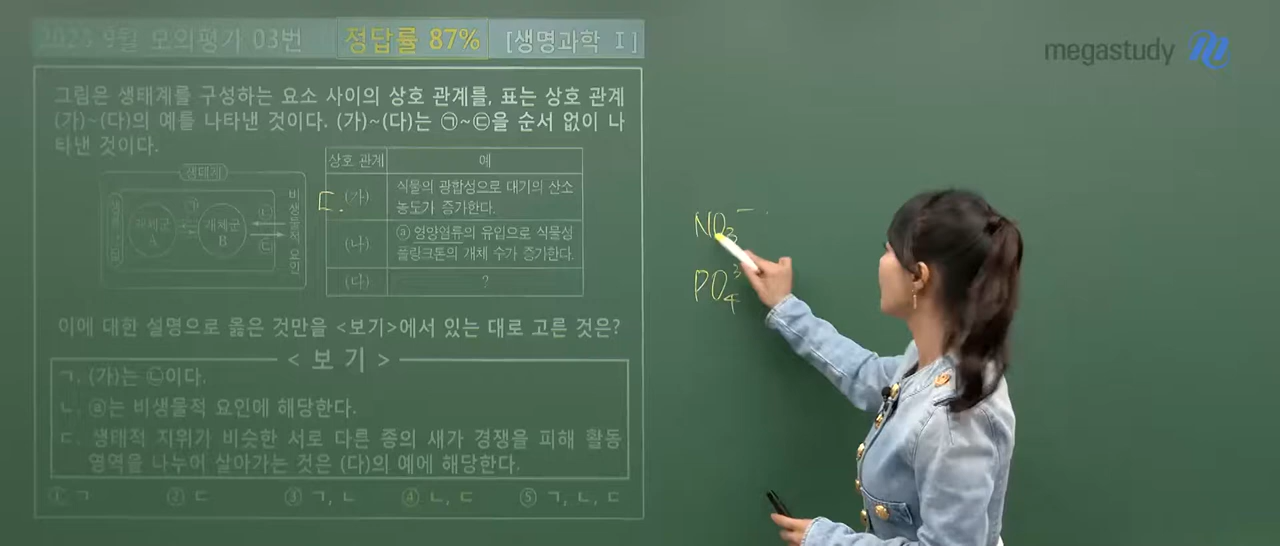 2023 9월 모의평가 03번 정답률 87% [생명과학 Ⅰ]
megastudy
그림은 생태계를 구성하는 요소 사이의 상호 관계를, 표는 상호 관계
(가)~(다)의 예를 나타낸 것이다. (가)~(다)는 ㉠~㉢을 순서 없이 나
타낸 것이다.
생태계
개체군 A
개체군 B
비생물적 요인
상호 관계 예
ㄷ. (가) 식물의 광합성으로 대기의 산소
농도가 증가한다.
(나) ⓐ 영양염류의 유입으로 식물성
플랑크톤의 개체 수가 증가한다.
(다) ?
NO₃⁻
PO₄³
이에 대한 설명으로 옳은 것만을 <보기>에서 있는 대로 고른 것은?
< 보 기 >
ㄱ. (가)는 ㉡이다.
ㄴ. ⓐ는 비생물적 요인에 해당한다.
ㄷ. 생태적 지위가 비슷한 서로 다른 종의 새가 경쟁을 피해 활동
영역을 나누어 살아가는 것은 (다)의 예에 해당한다.
① ㄱ ② ㄷ ③ ㄱ, ㄴ ④ ㄴ, ㄷ ⑤ ㄱ, ㄴ, ㄷ